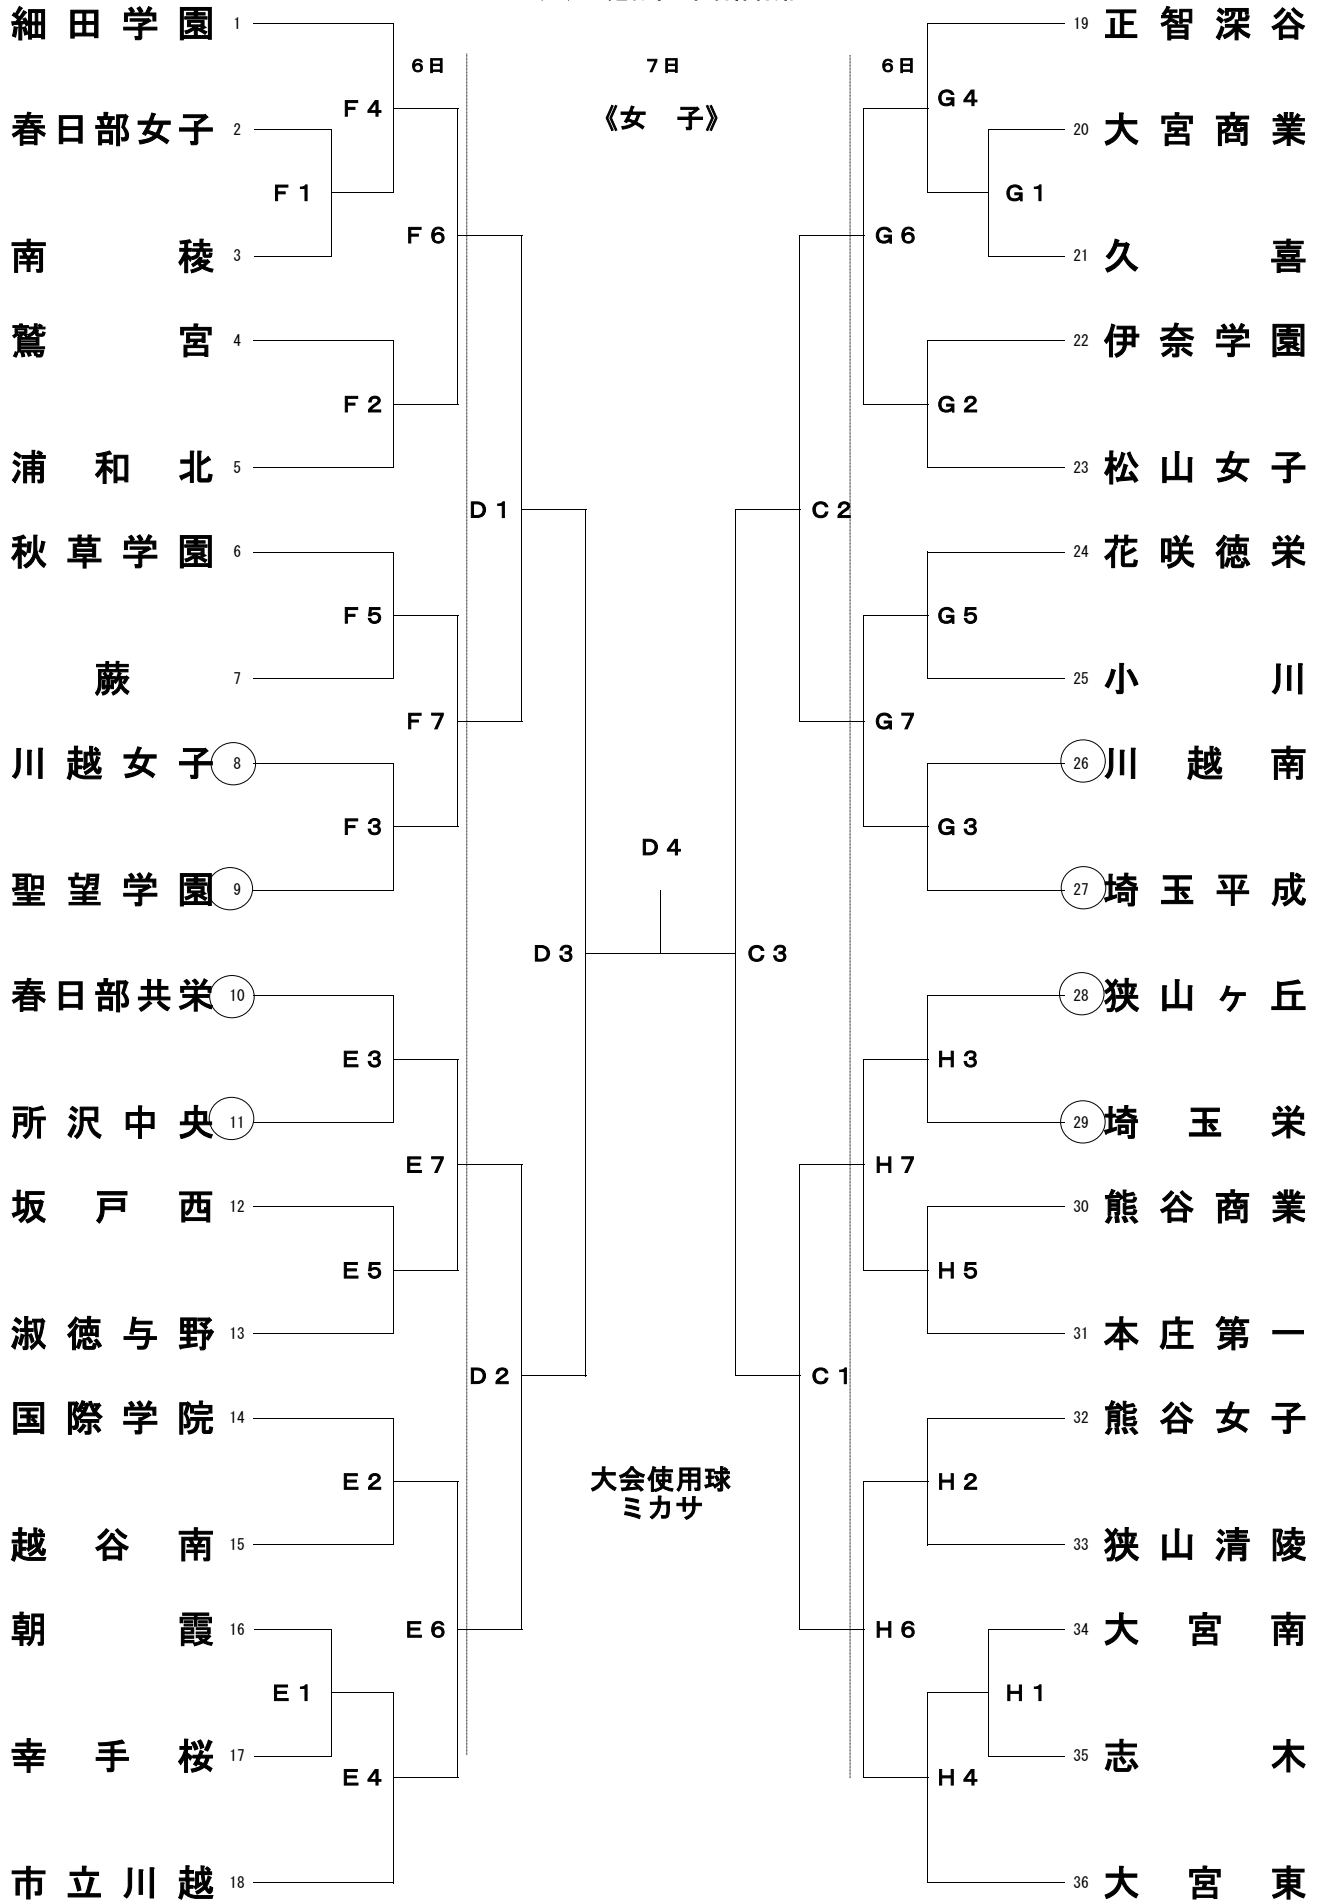 細田学園 1
6日
F4
春日部女子 2
F1
F6
南稜 3
鷲宮 4
F2
浦和北 5
D1
秋草学園 6
F5
蕨 7
F7
川越女子 8
F3
聖望学園 9
D3
春日部共栄 10
E3
所沢中央 11
E7
坂戸西 12
E5
淑徳与野 13
D2
国際学院 14
E2
越谷南 15
朝霞 16
E6
E1
幸手桜 17
E4
市立川越 18
7日
《女 子》
D4
大会使用球
ミカサ
19 正智深谷
6日
G4
20 大宮商業
G1
G6
21 久喜
22 伊奈学園
G2
23 松山女子
C2
24 花咲徳栄
G5
25 小川
G7
26 川越南
G3
27 埼玉平成
C3
28 狭山ヶ丘
H3
29 埼玉栄
H7
30 熊谷商業
H5
31 本庄第一
C1
32 熊谷女子
H2
33 狭山清陵
34 大宮南
H6
H1
35 志木
H4
36 大宮東